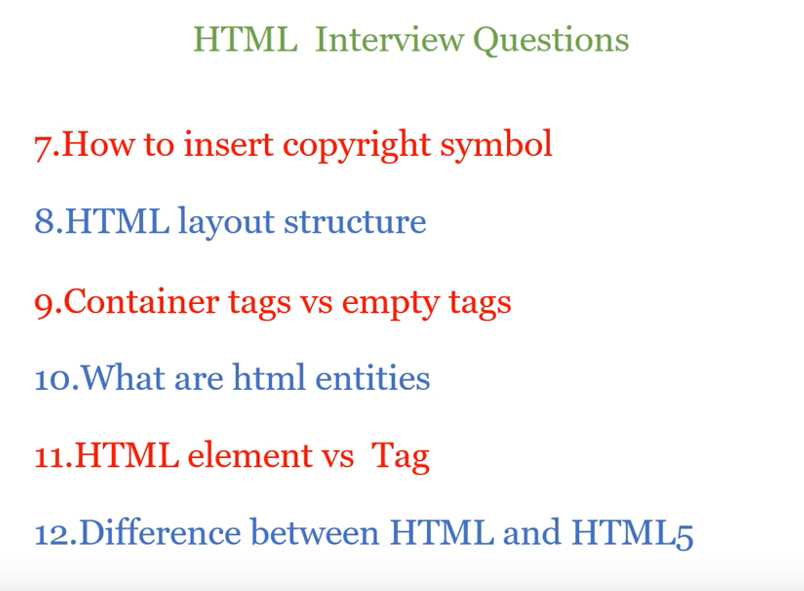 HTML  Interview Questions
7.How to insert copyright symbol
8.HTML layout structure
9.Container tags vs empty tags
10.What are html entities
11.HTML element vs  Tag
12.Difference between HTML and HTML5